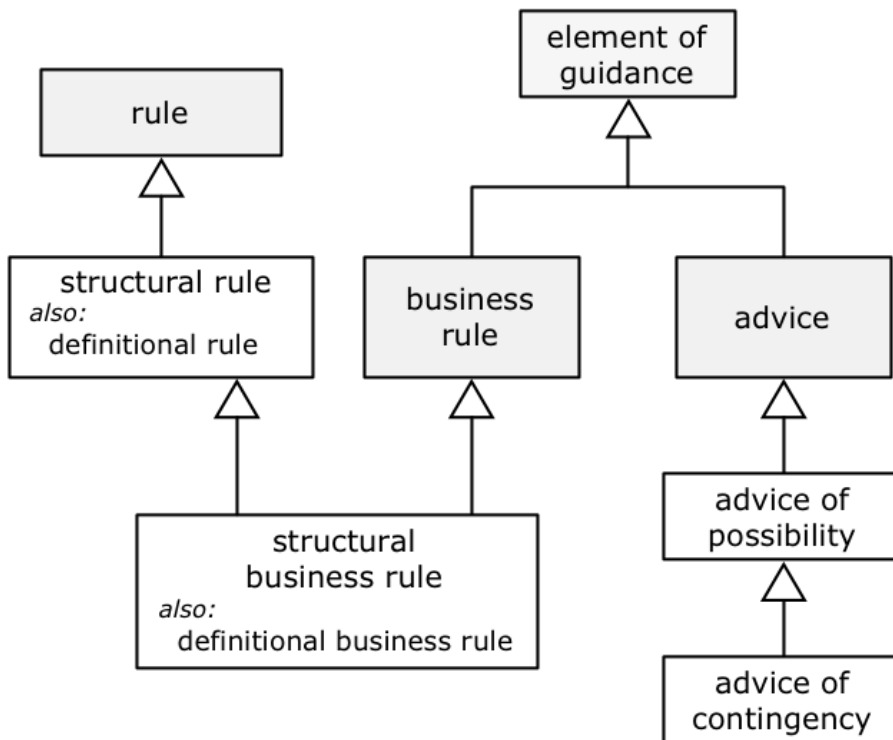 element of
guidance
rule
structural rule
also:
definitional rule
business
rule
advice
advice of
possibility
structural
business rule
also:
definitional business rule
advice of
contingency